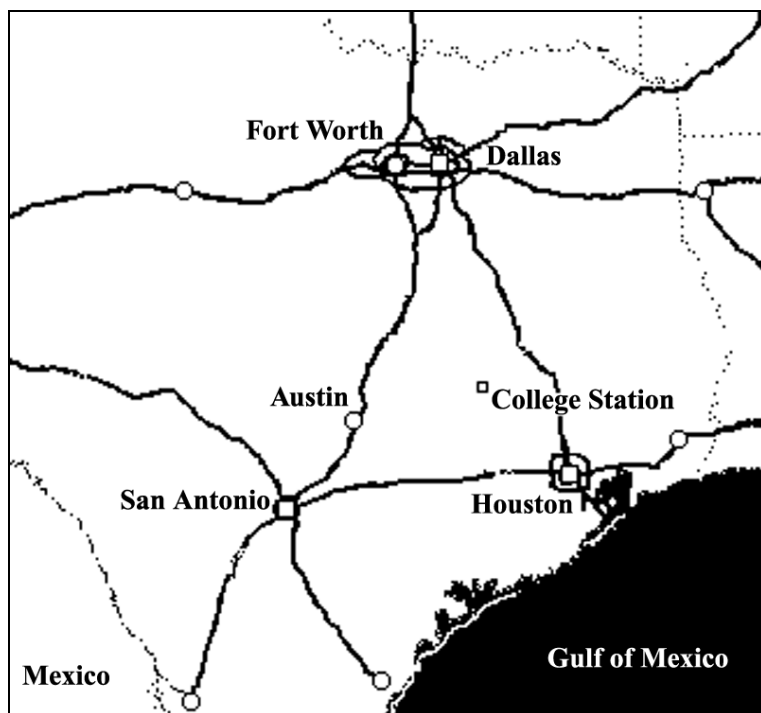 Fort Worth
Dallas
Austin
College Station
San Antonio
Houston
Gulf of Mexico
Mexico